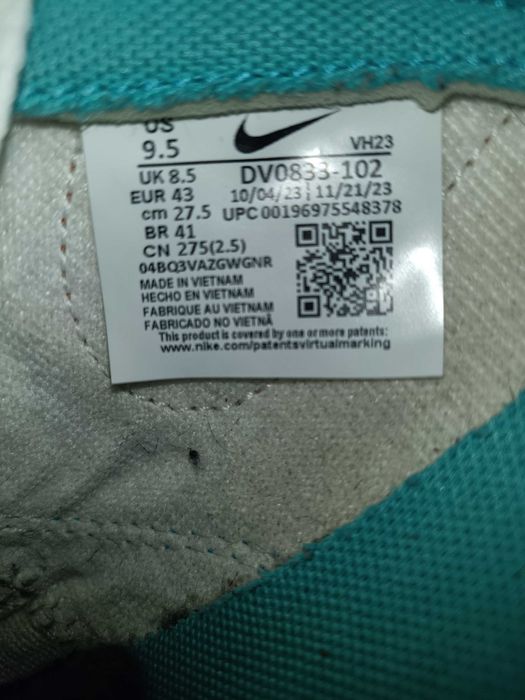 US
9.5
VH23
UK 8.5
DV0833-102
EUR 43
10/04/23 | 11/21/23
cm 27.5
UPC 00196975548378
BR 41
CN 275(2.5)
04BO3VAZGWGNR
MADE IN VIETNAM
HECHO EN VIETNAM
FABRIQUE AU VIETNAM
FABRICADO NO VIETNÃ
This product is covered by one or more patents:
www.nike.com/patentsvirtualmarking